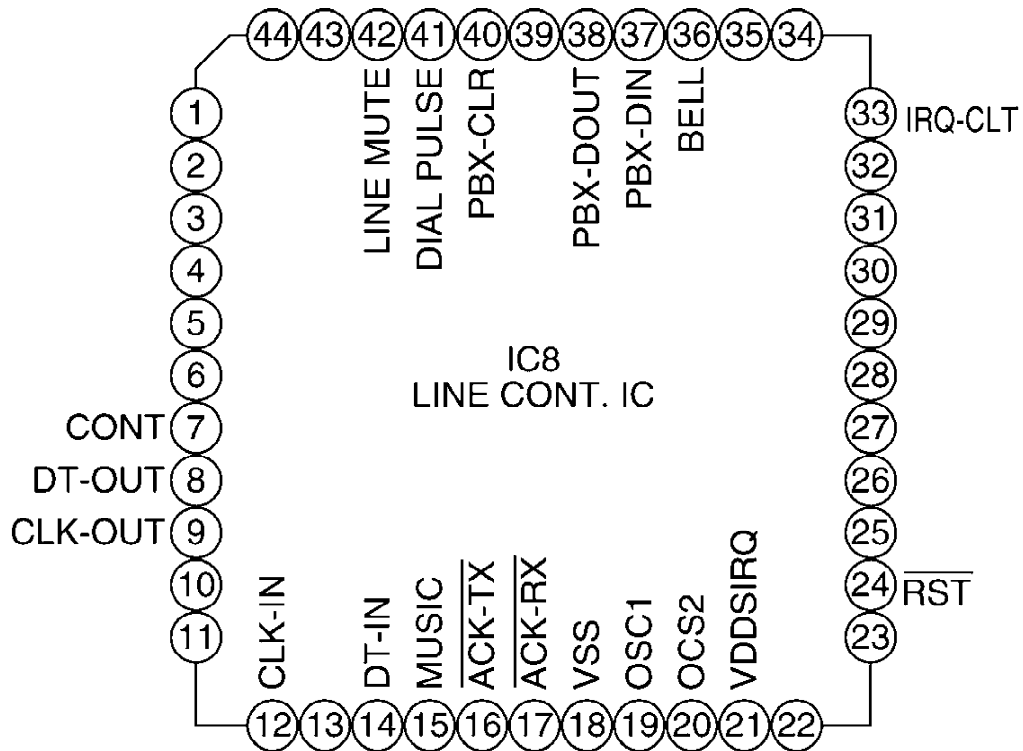 44 43 42 41 40 39 38 37 36 35 34
LINE MUTE
DIAL PULSE
PBX-CLR
PBX-DOUT
PBX-DIN
BELL
1
2
3
4
5
6
CONT 7
DT-OUT 8
CLK-OUT 9
10
11
33 IRQ-CLT
32
31
30
29
28
27
26
25
24 RST
23
IC8
LINE CONT. IC
CLK-IN
DT-IN
MUSIC
ACK-TX
ACK-RX
VSS
OSC1
OCS2
VDDSIRQ
12 13 14 15 16 17 18 19 20 21 22